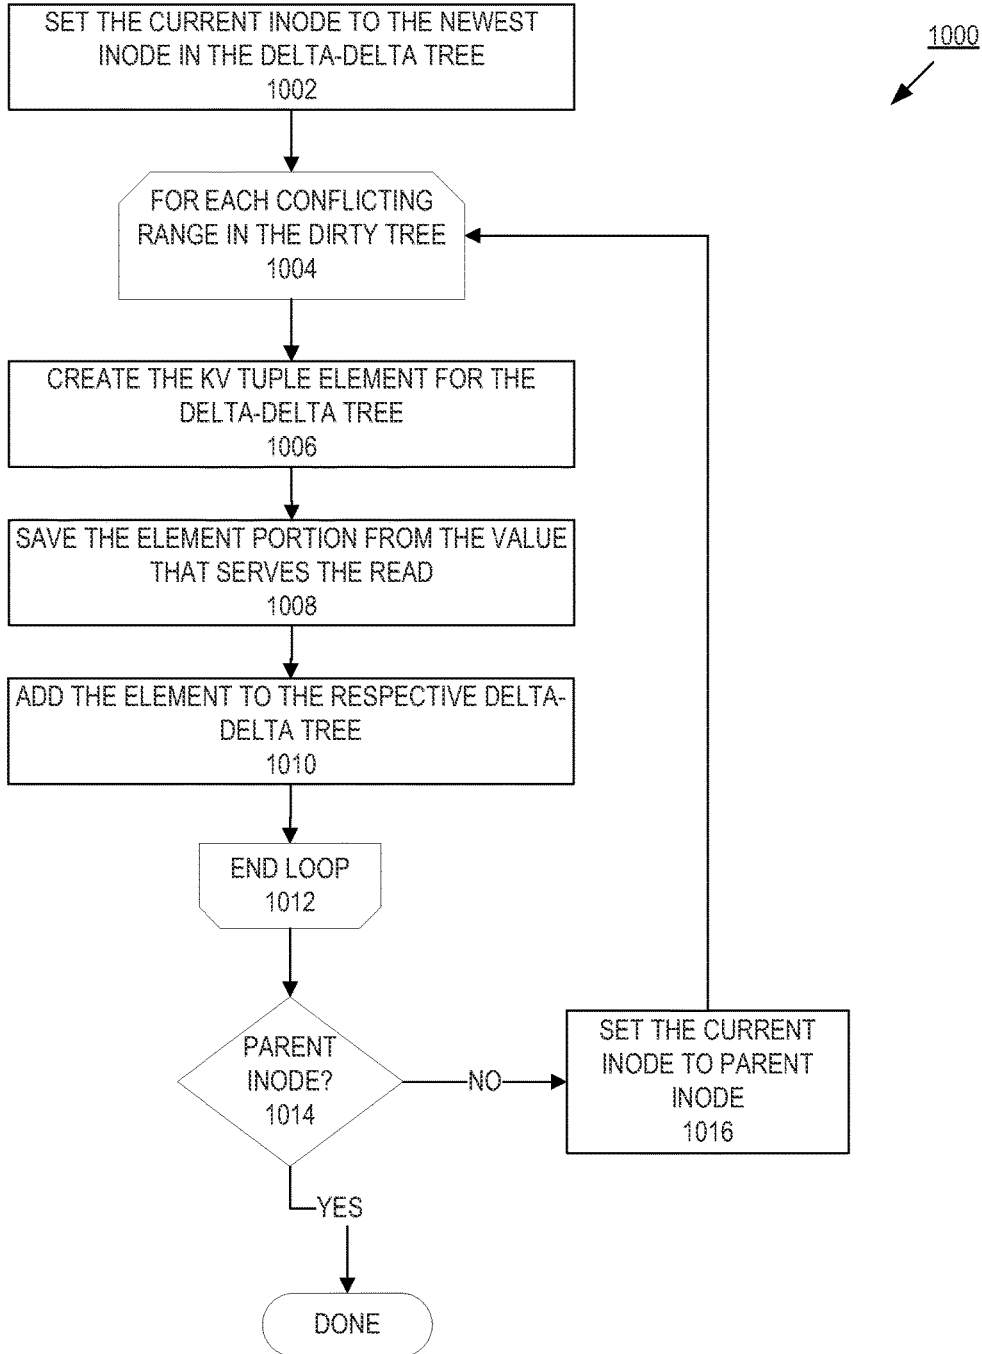 1000
SET THE CURRENT INODE TO THE NEWEST
INODE IN THE DELTA-DELTA TREE
1002
FOR EACH CONFLICTING
RANGE IN THE DIRTY TREE
1004
CREATE THE KV TUPLE ELEMENT FOR THE
DELTA-DELTA TREE
1006
SAVE THE ELEMENT PORTION FROM THE VALUE
THAT SERVES THE READ
1008
ADD THE ELEMENT TO THE RESPECTIVE DELTA-
DELTA TREE
1010
END LOOP
1012
PARENT
INODE?
1014
NO
SET THE CURRENT
INODE TO PARENT
INODE
1016
YES
DONE